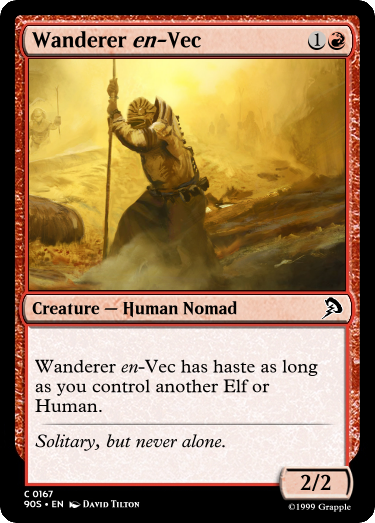 Wanderer en-Vec 1
Creature — Human Nomad
Wanderer en-Vec has haste as long
as you control another Elf or
Human.
Solitary, but never alone.
2/2
C 0167
90S • EN David Tilton
©1999 Grapple